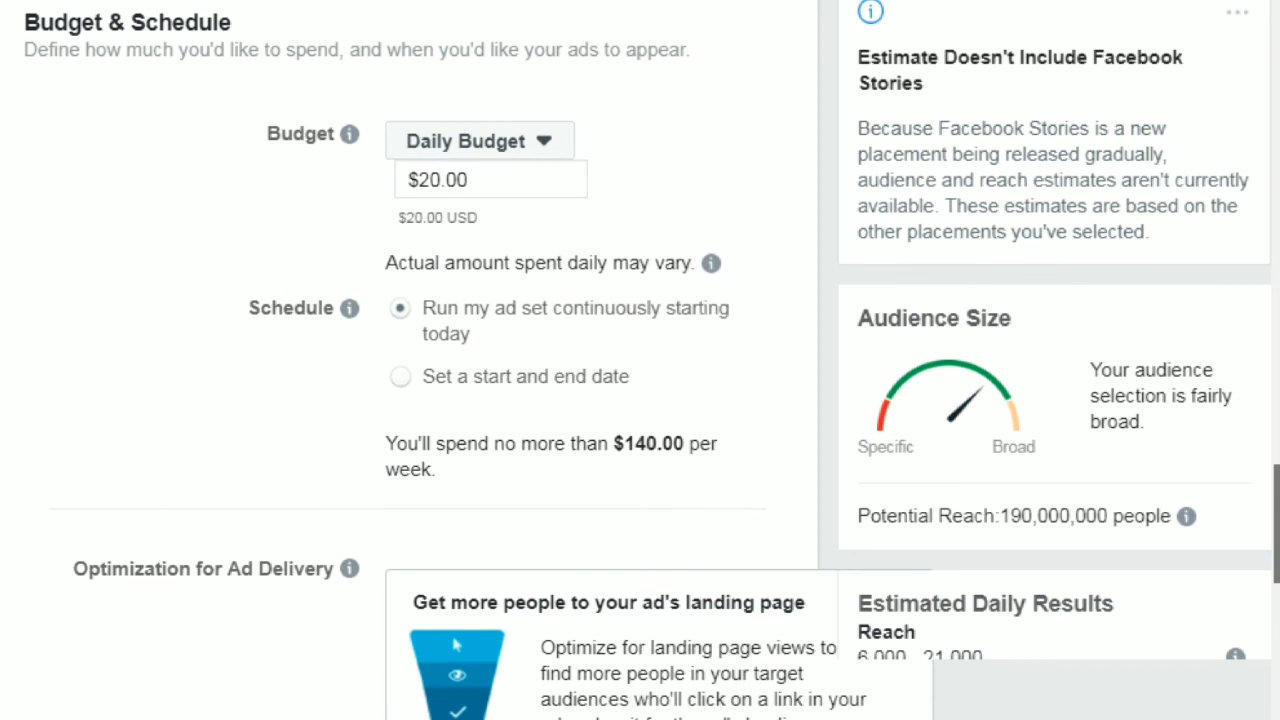 Budget & Schedule
Define how much you'd like to spend, and when you'd like your ads to appear.
Budget
Daily Budget
$20.00
$20.00 USD
Actual amount spent daily may vary.
Schedule
Run my ad set continuously starting
today
Set a start and end date
You'll spend no more than $140.00 per
week.
Optimization for Ad Delivery
Get more people to your ad's landing page
Optimize for landing page views to
find more people in your target
audiences who'll click on a link in your
Estimate Doesn't Include Facebook
Stories
Because Facebook Stories is a new
placement being released gradually,
audience and reach estimates aren't currently
available. These estimates are based on the
other placements you've selected.
Audience Size
Your audience
selection is fairly
broad.
Specific
Broad
Potential Reach:190,000,000 people
Estimated Daily Results
Reach
6,000 - 21,000